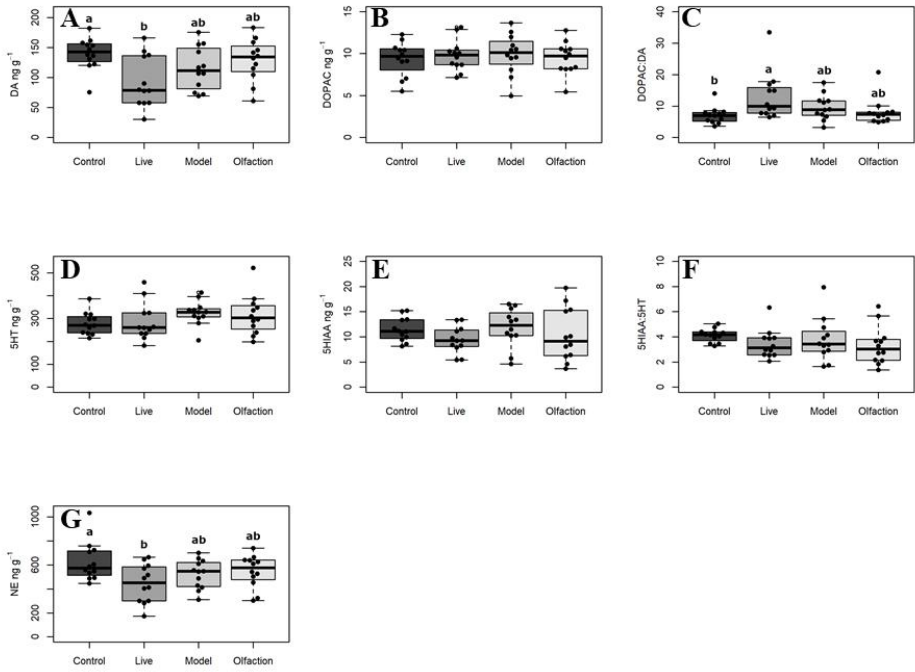 A
DA ng g⁻¹
200
150
100
50
0
a
b
ab
ab
Control
Live
Model
Olfaction
B
DOPAC ng g⁻¹
15
10
5
0
Control
Live
Model
Olfaction
C
DOPAC:DA
40
30
20
10
0
b
a
ab
ab
Control
Live
Model
Olfaction
D
5HT ng g⁻¹
500
300
100
0
Control
Live
Model
Olfaction
E
5HIAA ng g⁻¹
25
20
15
10
5
0
Control
Live
Model
Olfaction
F
5HIAA:5HT
10
8
6
4
2
0
Control
Live
Model
Olfaction
G
NE ng g⁻¹
1000
600
200
0
a
b
ab
ab
Control
Live
Model
Olfaction